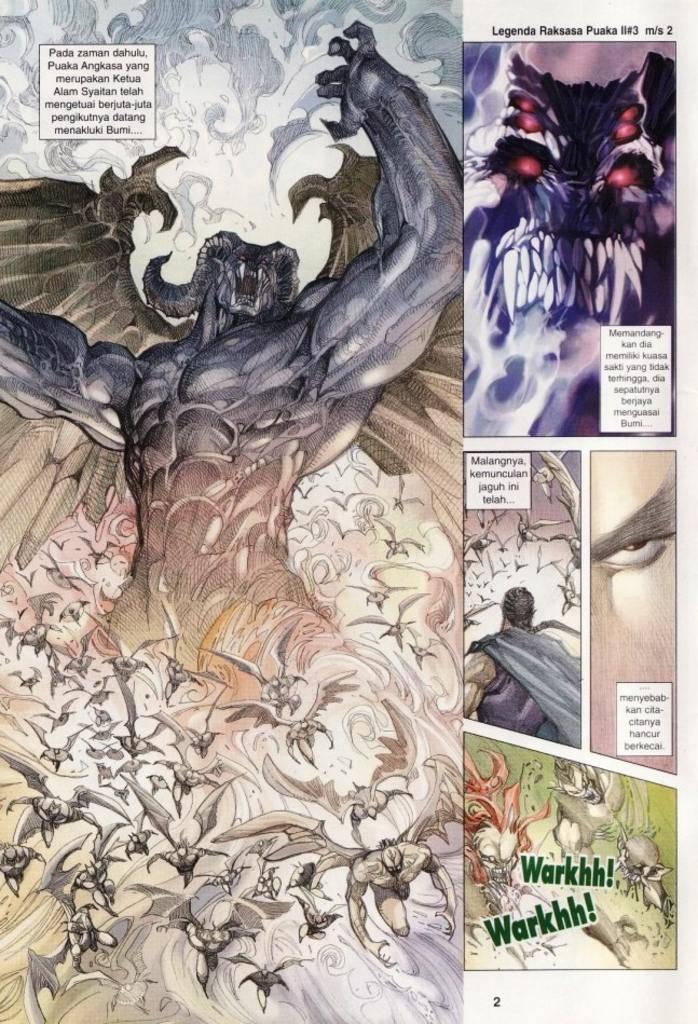 Legenda Raksasa Puaka II#3 m/s 2
Pada zaman dahulu,
Puaka Angkasa yang
merupakan Ketua
Alam Syaitan telah
mengetuai berjuta-juta
pengikutnya datang
menakluki Bumi....
Memandang-
kan dia
memiliki kuasa
sakti yang tidak
terhingga, dia
sepatutnya
berjaya
menguasai
Bumi....
Malangnya,
kemunculan
jaguh ini
telah...
....
menyebab-
kan cita-
citanya
hancur
berkecai.
Warkhh!
Warkhh!
2